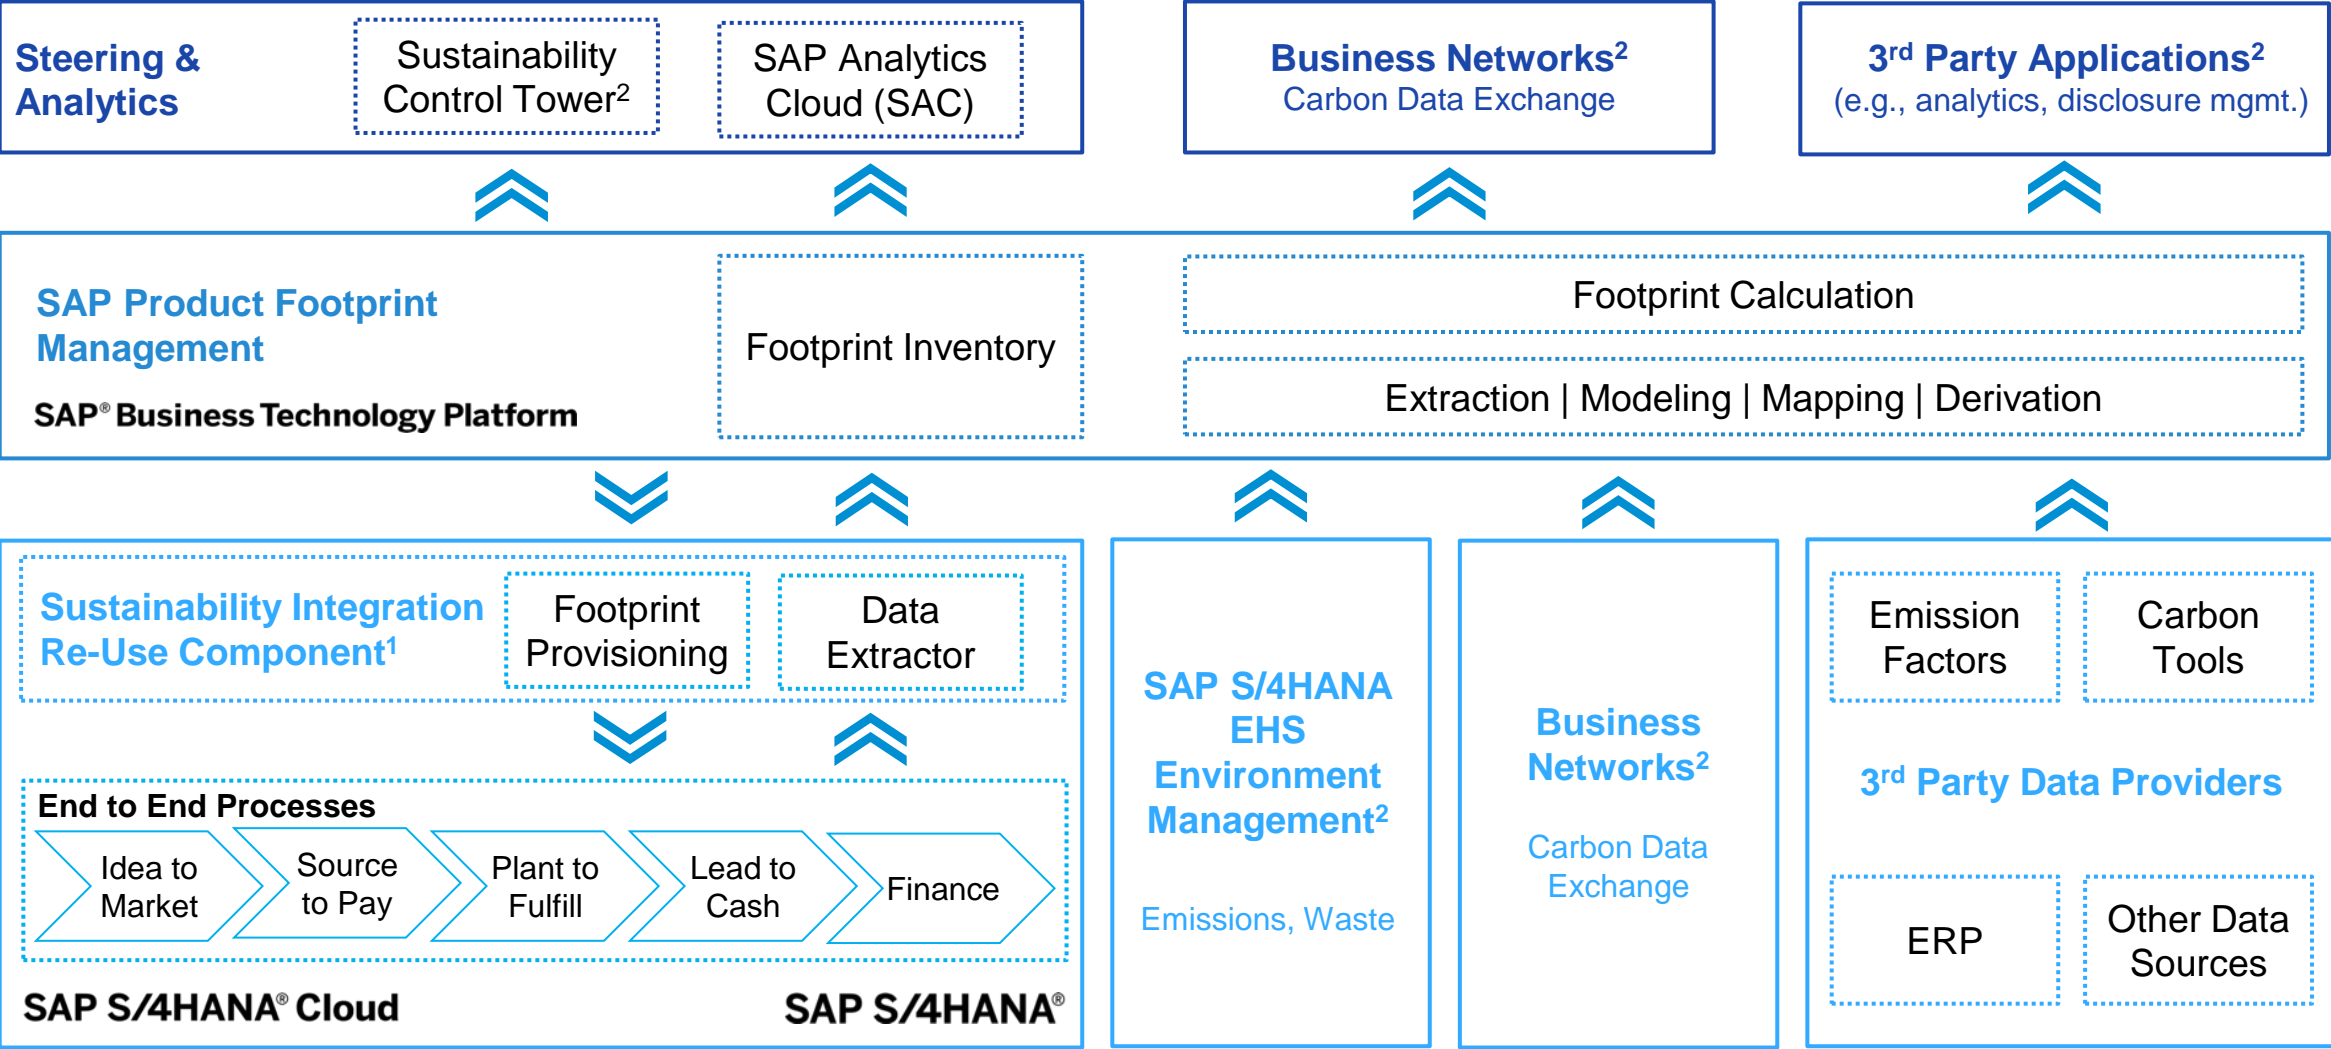 Steering &
Analytics
Sustainability
Control Tower²
SAP Analytics
Cloud (SAC)
Business Networks²
Carbon Data Exchange
3rd Party Applications²
(e.g., analytics, disclosure mgmt.)
SAP Product Footprint
Management
SAP® Business Technology Platform
Footprint Inventory
Footprint Calculation
Extraction | Modeling | Mapping | Derivation
Sustainability Integration
Re-Use Component¹
Footprint
Provisioning
Data
Extractor
End to End Processes
Idea to
Market
Source
to Pay
Plant to
Fulfill
Lead to
Cash
Finance
SAP S/4HANA® Cloud
SAP S/4HANA®
SAP S/4HANA
EHS
Environment
Management²
Emissions, Waste
Business
Networks²
Carbon Data
Exchange
Emission
Factors
Carbon
Tools
3rd Party Data Providers
ERP
Other Data
Sources